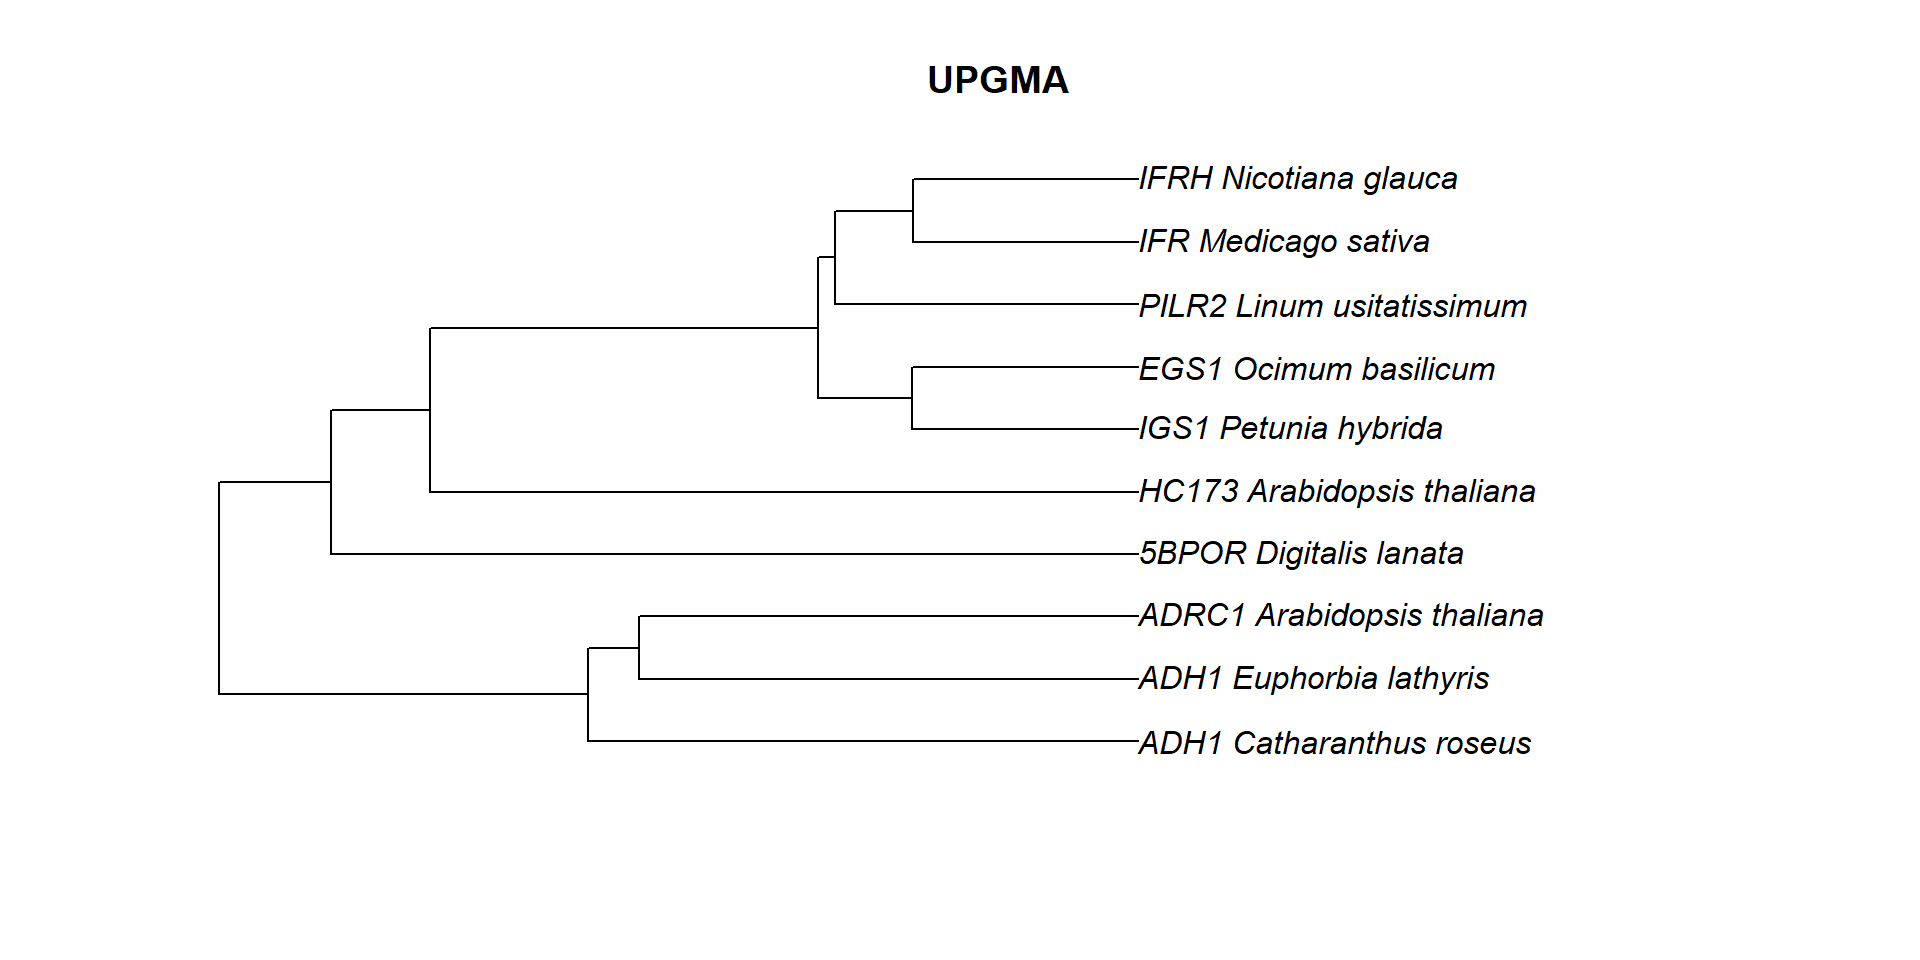 UPGMA
IFRH Nicotiana glauca
IFR Medicago sativa
PILR2 Linum usitatissimum
EGS1 Ocimum basilicum
IGS1 Petunia hybrida
HC173 Arabidopsis thaliana
5BPOR Digitalis lanata
ADRC1 Arabidopsis thaliana
ADH1 Euphorbia lathyris
ADH1 Catharanthus roseus